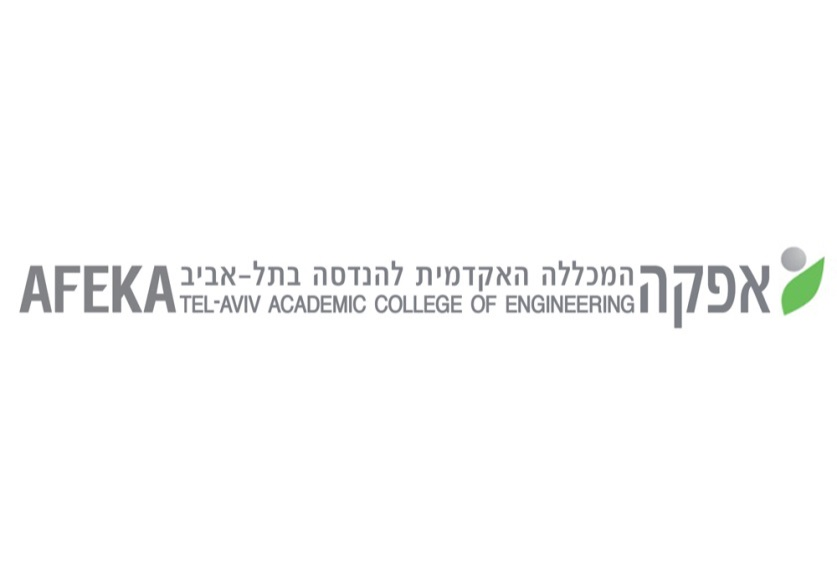 אפקה
המכללה האקדמית להנדסה בתל-אביב
TEL-AVIV ACADEMIC COLLEGE OF ENGINEERING
AFEKA